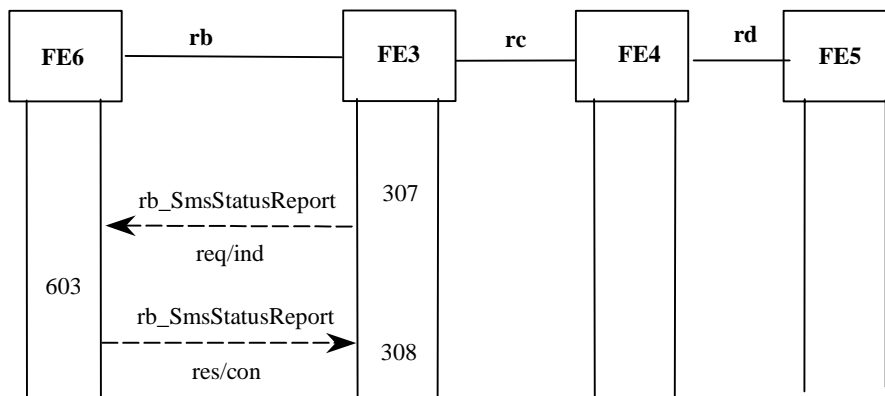 FE6 rb FE3 rc FE4 rd FE5
307
rb_SmsStatusReport
req/ind
603
rb_SmsStatusReport
308
res/con